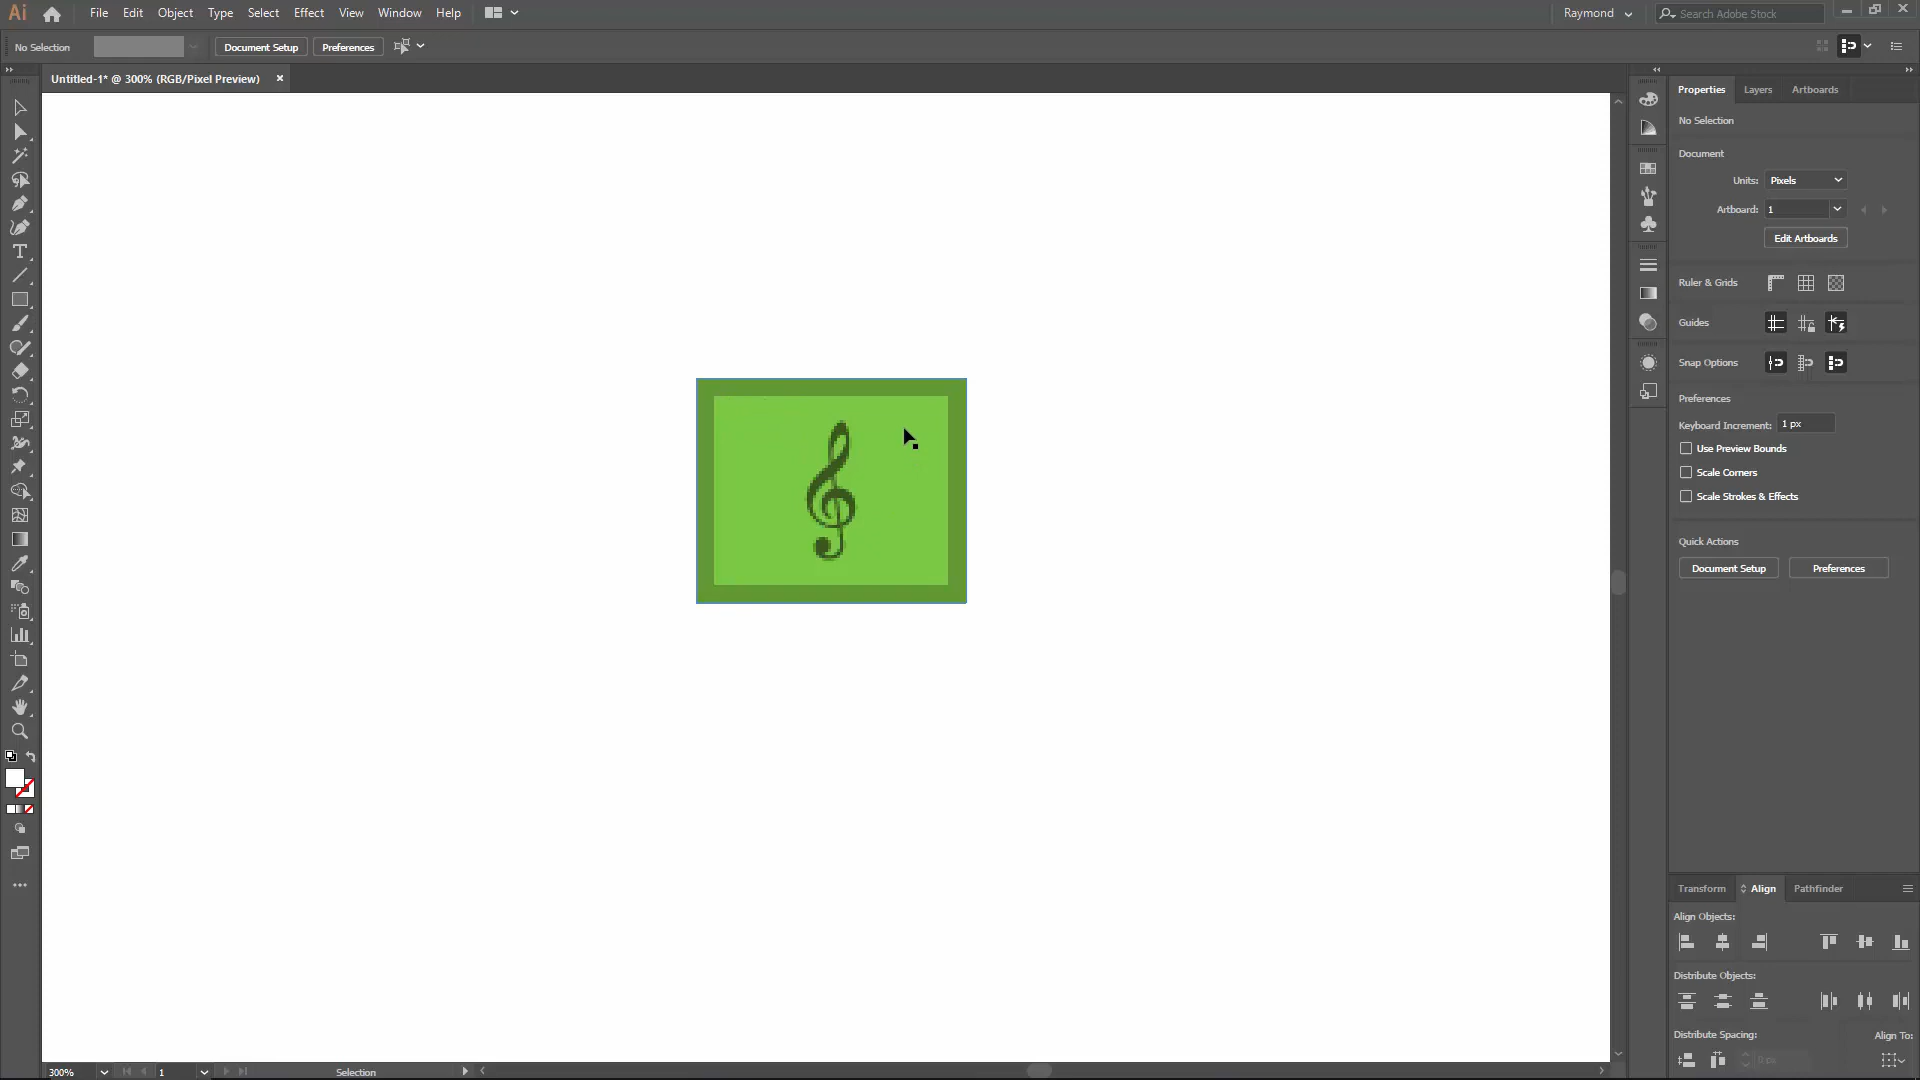 Ai File Edit Object Type Select Effect View Window Help Raymond Search Adobe Stock
No Selection Document Setup Preferences
Untitled-1* @ 300% (RGB/Pixel Preview) ×
Properties Layers Artboards
No Selection
Document
Units: Pixels
Artboard: 1
Edit Artboards
Ruler & Grids
Guides
Snap Options
Preferences
Keyboard Increment: 1 px
Use Preview Bounds
Scale Corners
Scale Strokes & Effects
Quick Actions
Document Setup Preferences
Transform Align Pathfinder
Align Objects:
Distribute Objects:
Distribute Spacing: Align To:
0 px
300% 1 Selection